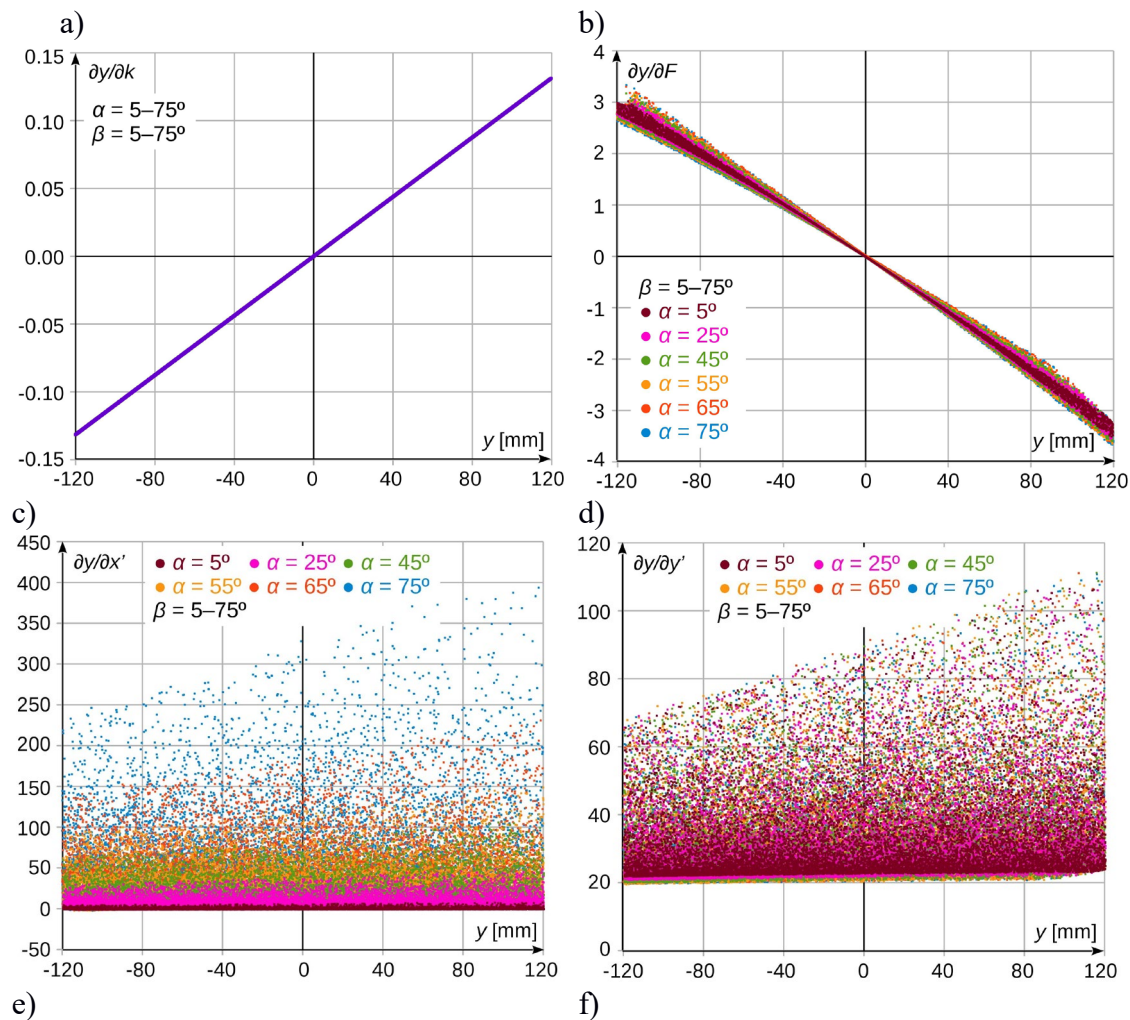 a)
0.15
∂y/∂k
α = 5–75º
β = 5–75º
0.10
0.05
0.00
-0.05
-0.10
-0.15
y [mm]
-120 -80 -40 0 40 80 120
b)
4
∂y/∂F
3
2
1
0
-1
-2
-3
-4
β = 5–75º
α = 5º
α = 25º
α = 45º
α = 55º
α = 65º
α = 75º
y [mm]
-120 -80 -40 0 40 80 120
c)
450
∂y/∂x'
α = 5º α = 25º α = 45º
α = 55º α = 65º α = 75º
β = 5–75º
400
350
300
250
200
150
100
50
0
-50
y [mm]
-120 -80 -40 0 40 80 120
d)
120
∂y/∂y'
α = 5º α = 25º α = 45º
α = 55º α = 65º α = 75º
β = 5–75º
100
80
60
40
20
0
y [mm]
-120 -80 -40 0 40 80 120
e)
f)